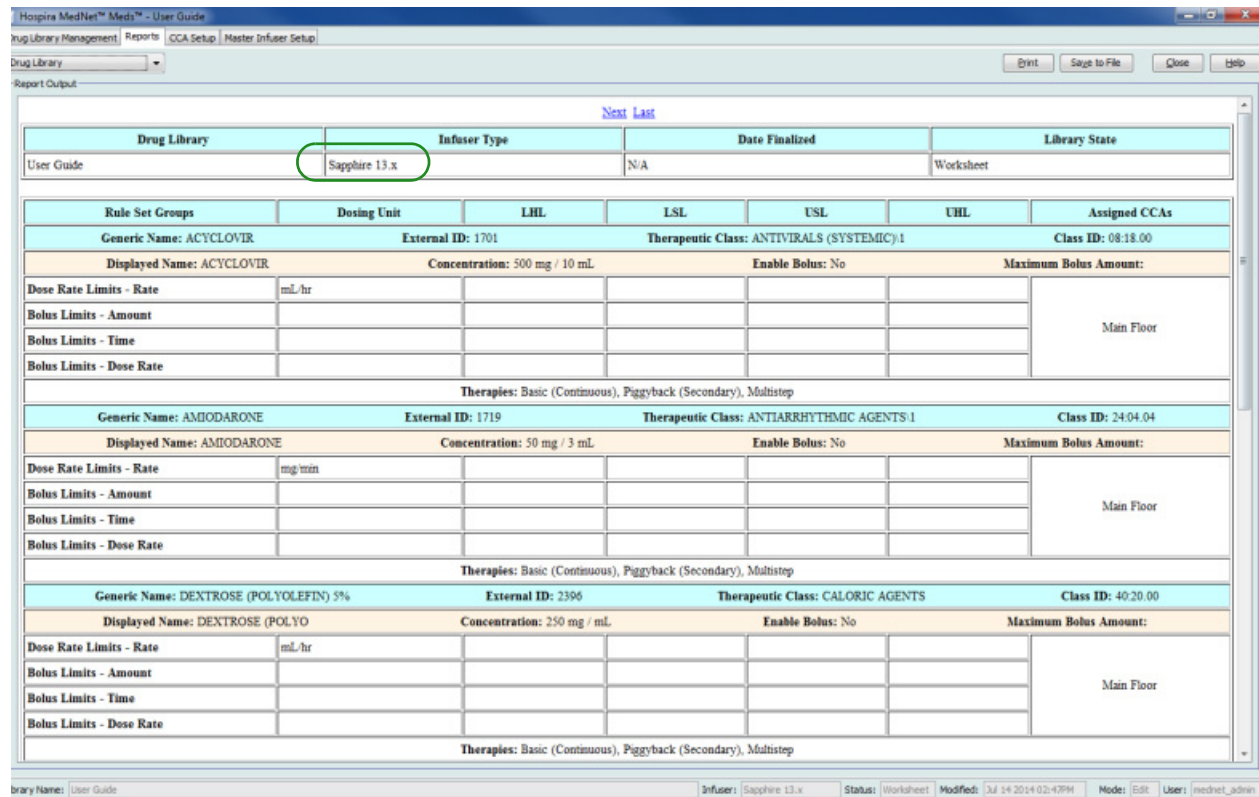 Hospira MedNet™ Meds™ - User Guide
Drug Library Management Reports CCA Setup Master Infuser Setup
Drug Library Print Save to File Close Help
Report Output
Next Last
Drug Library Infuser Type Date Finalized Library State
User Guide Sapphire 13.x N/A Worksheet
Rule Set Groups Dosing Unit LHL LSL USL UHL Assigned CCAs
Generic Name: ACYCLOVIR External ID: 1701 Therapeutic Class: ANTIVIRALS (SYSTEMIC)\1 Class ID: 08:18.00
Displayed Name: ACYCLOVIR Concentration: 500 mg / 10 mL Enable Bolus: No Maximum Bolus Amount:
Dose Rate Limits - Rate mL/hr
Bolus Limits - Amount
Main Floor
Bolus Limits - Time
Bolus Limits - Dose Rate
Therapies: Basic (Continuous), Piggyback (Secondary), Multistep
Generic Name: AMIODARONE External ID: 1719 Therapeutic Class: ANTIARRHYTHMIC AGENTS\1 Class ID: 24:04.04
Displayed Name: AMIODARONE Concentration: 50 mg / 3 mL Enable Bolus: No Maximum Bolus Amount:
Dose Rate Limits - Rate mg/min
Bolus Limits - Amount
Main Floor
Bolus Limits - Time
Bolus Limits - Dose Rate
Therapies: Basic (Continuous), Piggyback (Secondary), Multistep
Generic Name: DEXTROSE (POLYOLEFIN) 5% External ID: 2396 Therapeutic Class: CALORIC AGENTS Class ID: 40:20.00
Displayed Name: DEXTROSE (POLYO Concentration: 250 mg / mL Enable Bolus: No Maximum Bolus Amount:
Dose Rate Limits - Rate mL/hr
Bolus Limits - Amount
Main Floor
Bolus Limits - Time
Bolus Limits - Dose Rate
Therapies: Basic (Continuous), Piggyback (Secondary), Multistep
brary Name: User Guide Infuser: Sapphire 13.x Status: Worksheet Modified: Jul 14 2014 02:47PM Mode: Edit User: mednet_admin